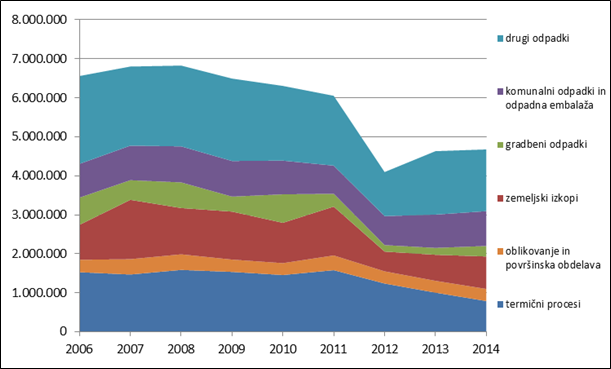 8.000.000
7.000.000
6.000.000
5.000.000
4.000.000
3.000.000
2.000.000
1.000.000
0
2006 2007 2008 2009 2010 2011 2012 2013 2014
drugi odpadki
komunalni odpadki in
odpadna embalaža
gradbeni odpadki
zemeljski izkopi
oblikovanje in
površinska obdelava
termični procesi